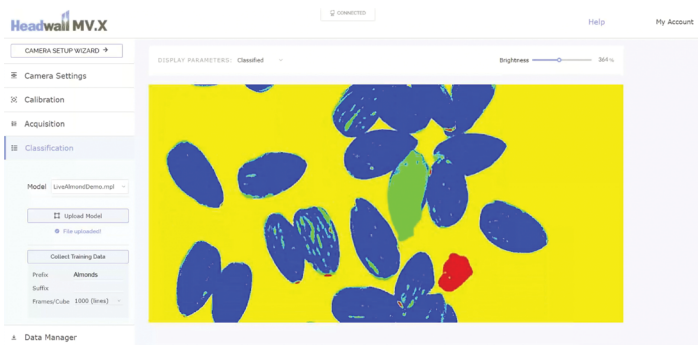 Headwall MV.X
CONNECTED
Help
My Account
CAMERA SETUP WIZARD
Camera Settings
Calibration
Acquisition
Classification
Model LiveAlmondDemo.mpl
Upload Model
File uploaded!
Collect Training Data
Prefix Almonds
Suffix
Frames/Cube 1000 (lines)
Data Manager
DISPLAY PARAMETERS: Classified
Brightness 364 %